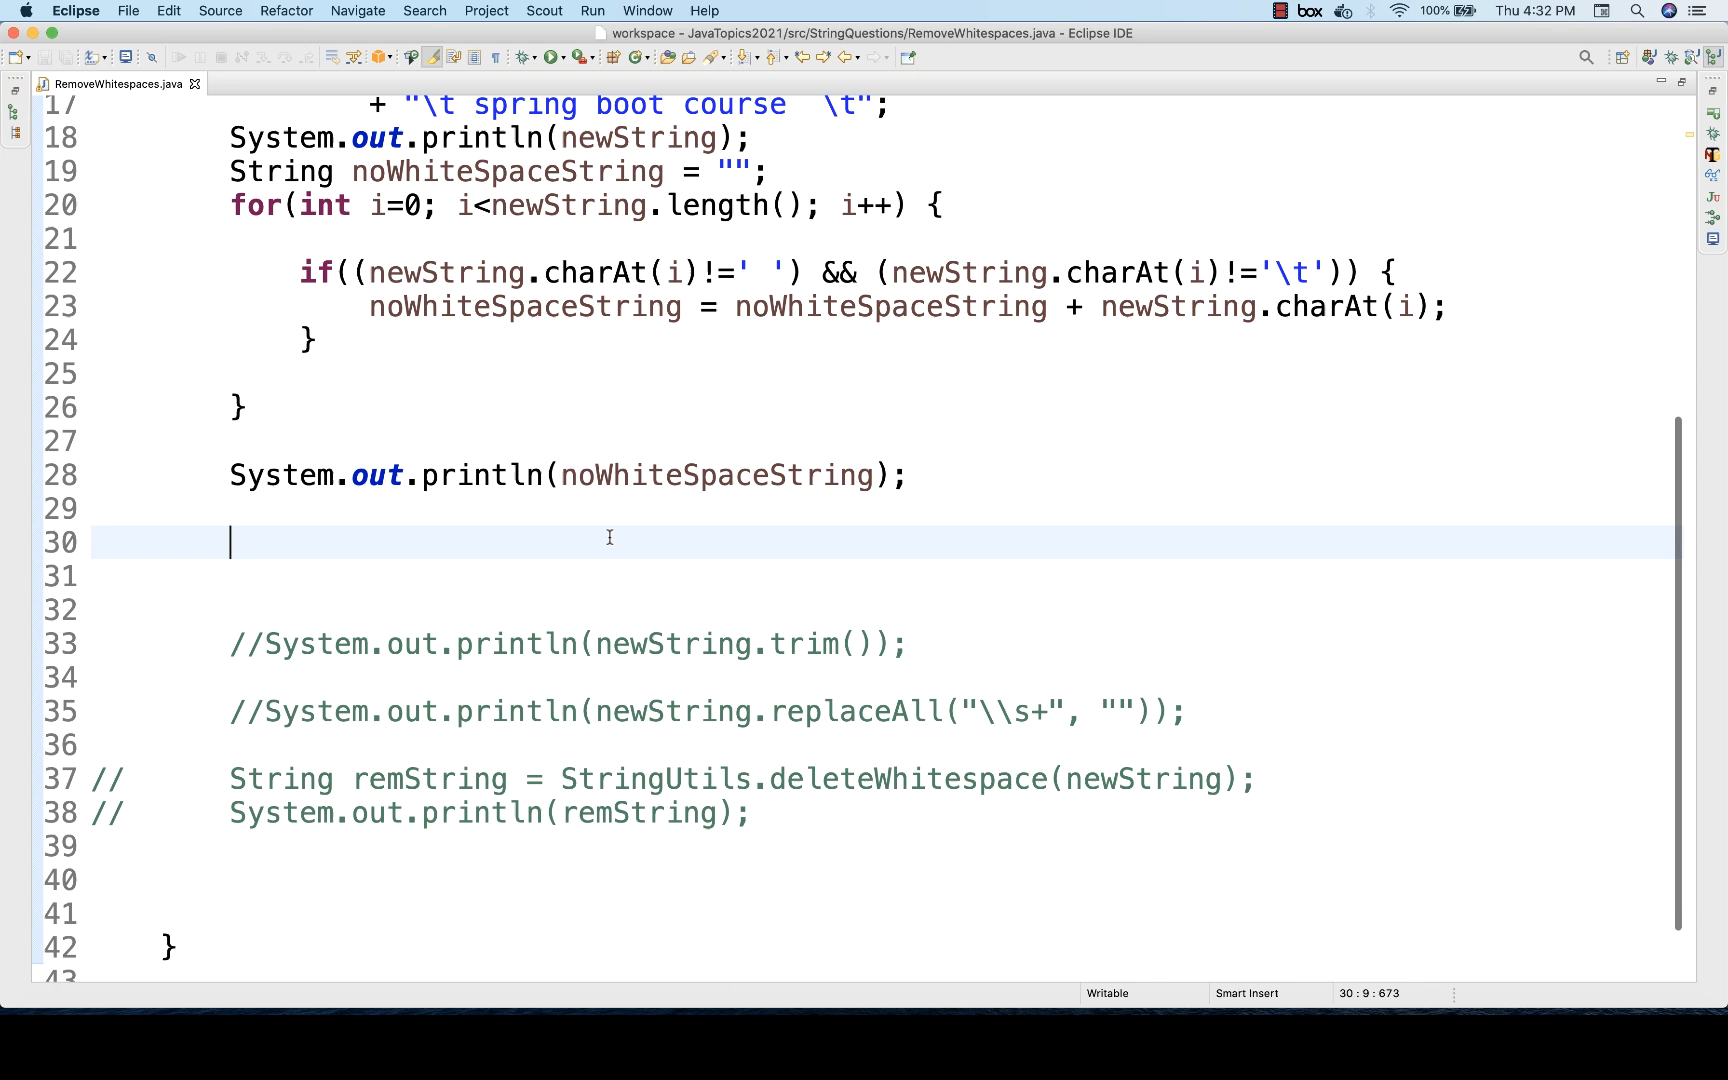 Eclipse File Edit Source Refactor Navigate Search Project Scout Run Window Help box 100% Thu 4:32 PM
workspace - JavaTopics2021/src/StringQuestions/RemoveWhitespaces.java - Eclipse IDE
RemoveWhitespaces.java
17 + "\t spring boot course  \t";
18 System.out.println(newString);
19 String noWhiteSpaceString = "";
20 for(int i=0; i<newString.length(); i++) {
21
22 if((newString.charAt(i)!=' ') && (newString.charAt(i)!='\t')) {
23 noWhiteSpaceString = noWhiteSpaceString + newString.charAt(i);
24 }
25
26 }
27
28 System.out.println(noWhiteSpaceString);
29
30
31
32
33 //System.out.println(newString.trim());
34
35 //System.out.println(newString.replaceAll("\\s+", ""));
36
37 // String remString = StringUtils.deleteWhitespace(newString);
38 // System.out.println(remString);
39
40
41
42 }
43
Writable Smart Insert 30 : 9 : 673